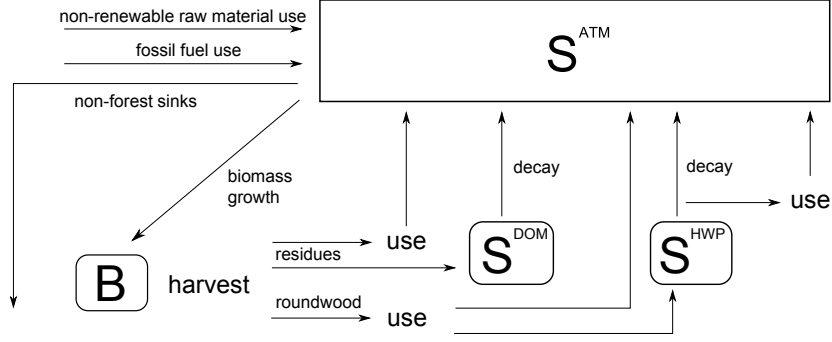 non-renewable raw material use
fossil fuel use
non-forest sinks
S ATM
biomass
growth
decay
decay
use
use
residues
S DOM
S HWP
B
harvest
roundwood
use